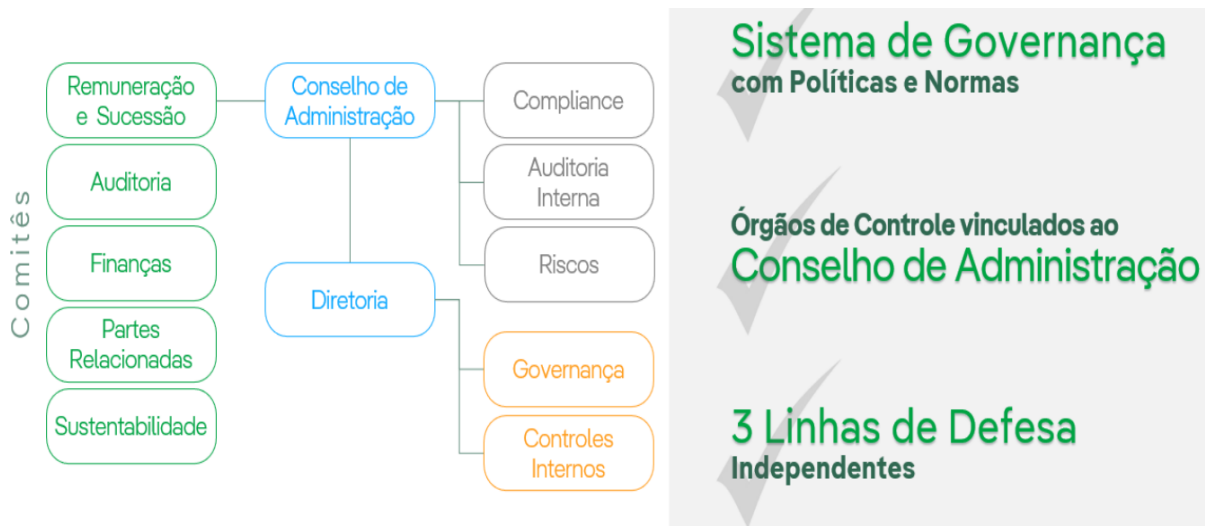 Comitês
Remuneração
e Sucessão
Auditoria
Finanças
Partes
Relacionadas
Sustentabilidade
Conselho de
Administração
Diretoria
Compliance
Auditoria
Interna
Riscos
Governança
Controles
Internos
Sistema de Governança
com Políticas e Normas
Órgãos de Controle vinculados ao
Conselho de Administração
3 Linhas de Defesa
Independentes